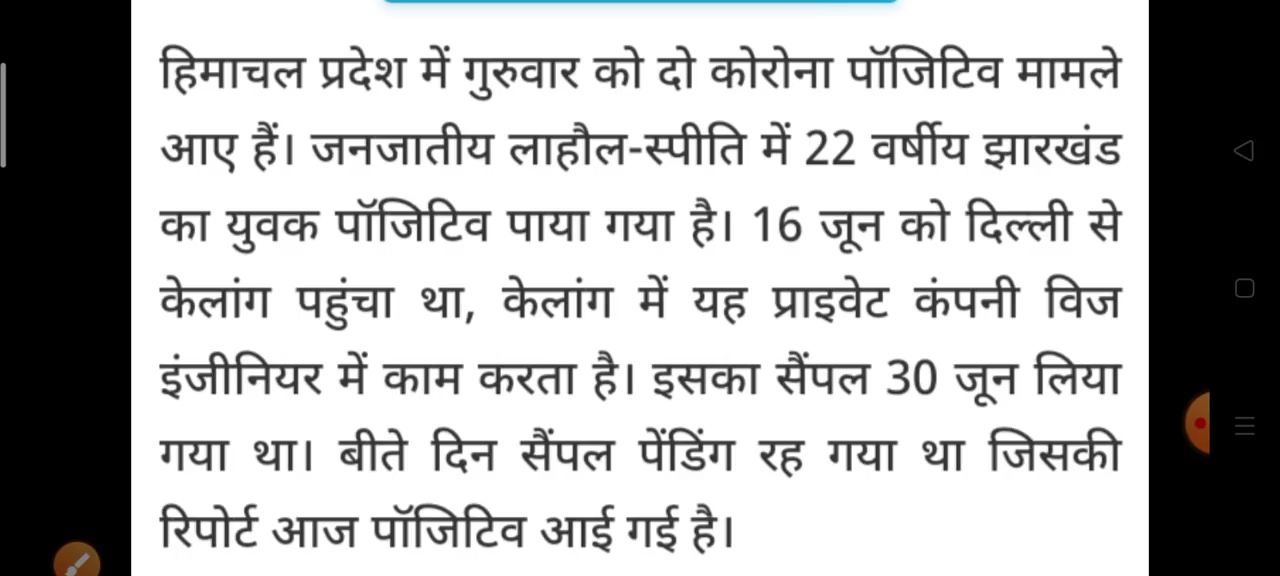 हिमाचल प्रदेश में गुरुवार को दो कोरोना पॉजिटिव मामले
आए हैं। जनजातीय लाहौल-स्पीति में 22 वर्षीय झारखंड
का युवक पॉजिटिव पाया गया है। 16 जून को दिल्ली से
केलांग पहुंचा था, केलांग में यह प्राइवेट कंपनी विज
इंजीनियर में काम करता है। इसका सैंपल 30 जून लिया
गया था। बीते दिन सैंपल पेंडिंग रह गया था जिसकी
रिपोर्ट आज पॉजिटिव आई गई है।